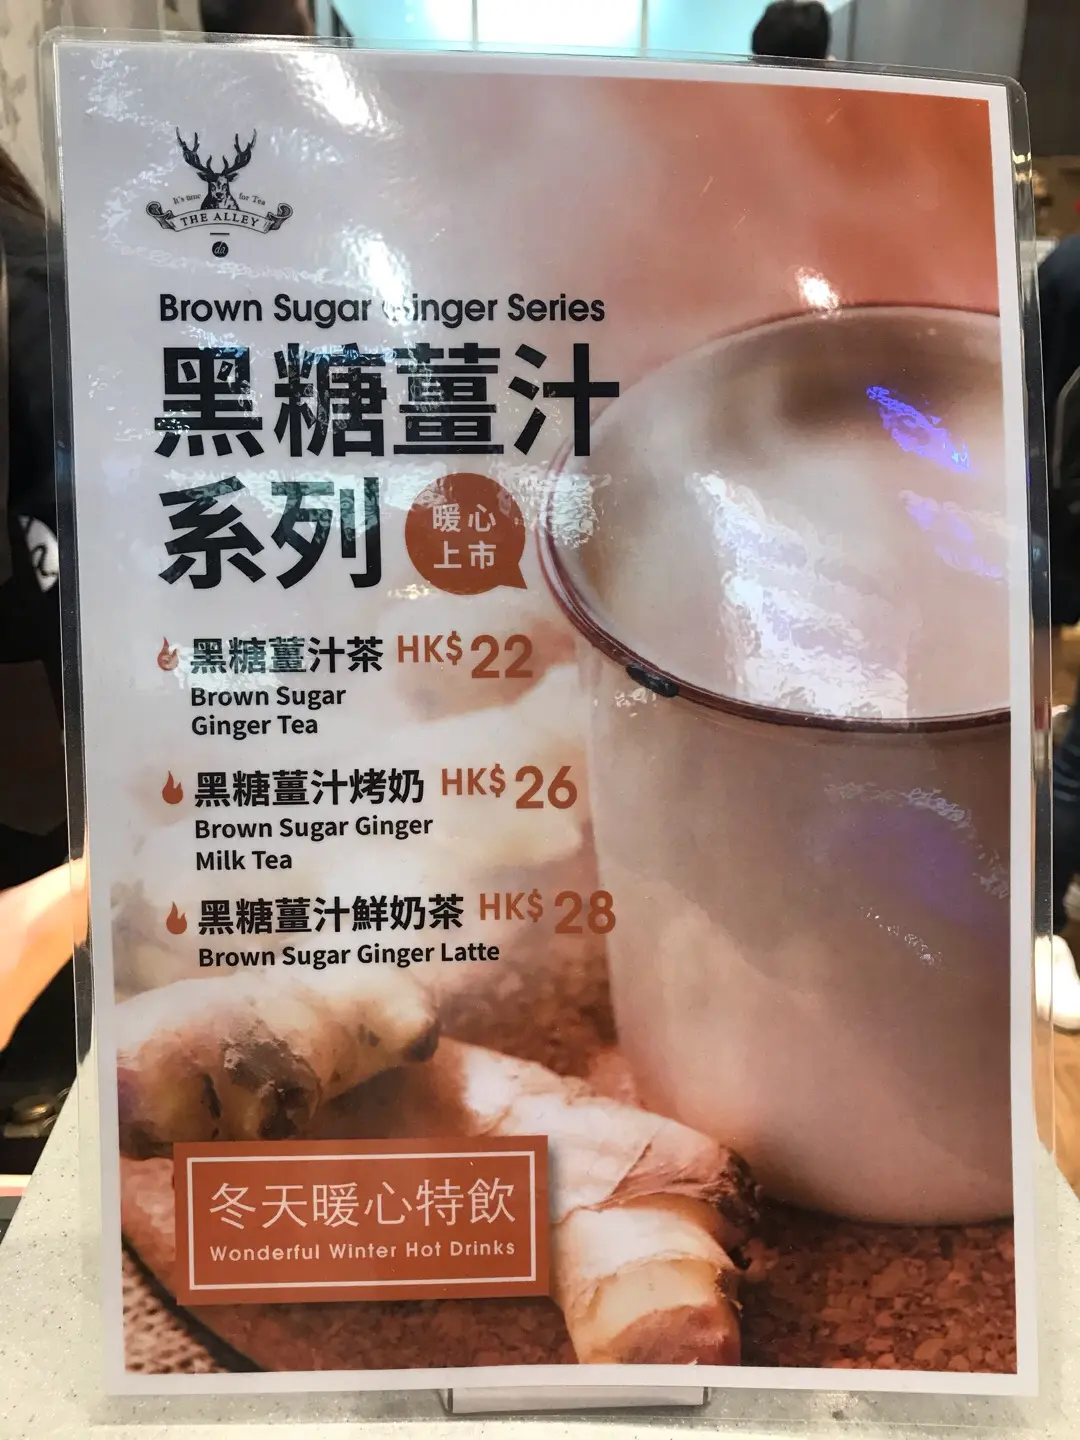 It's time for Tea
THE ALLEY
Brown Sugar Ginger Series
黑糖薑汁
系列
暖心
上市
黑糖薑汁茶 HK$22
Brown Sugar
Ginger Tea
黑糖薑汁烤奶 HK$26
Brown Sugar Ginger
Milk Tea
黑糖薑汁鮮奶茶 HK$28
Brown Sugar Ginger Latte
冬天暖心特飲
Wonderful Winter Hot Drinks